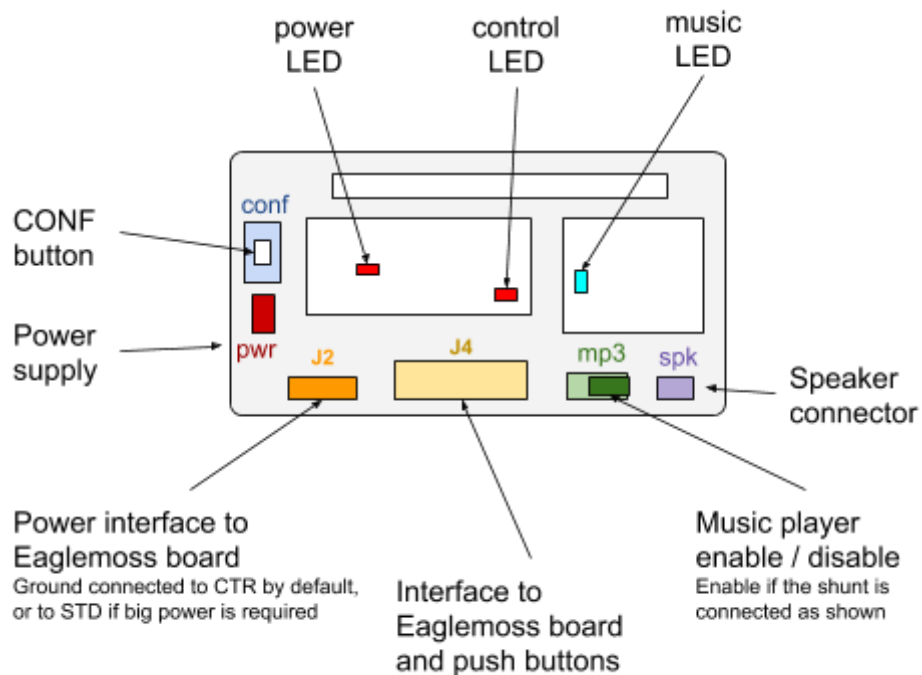 power
LED
control
LED
music
LED
conf
CONF
button
Power
supply
pwr
J2
J4
mp3
spk
Speaker
connector
Power interface to
Eaglemoss board
Ground connected to CTR by default,
or to STD if big power is required
Interface to
Eaglemoss board
and push buttons
Music player
enable / disable
Enable if the shunt is
connected as shown